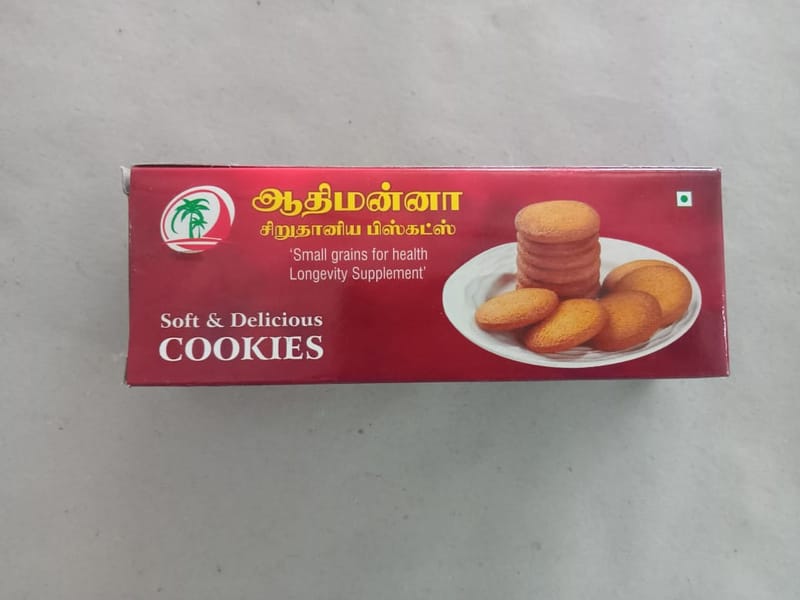 ஆதிமன்னா
சிறுதானிய பிஸ்கட்ஸ்
‘Small grains for health
Longevity Supplement’
Soft & Delicious
COOKIES